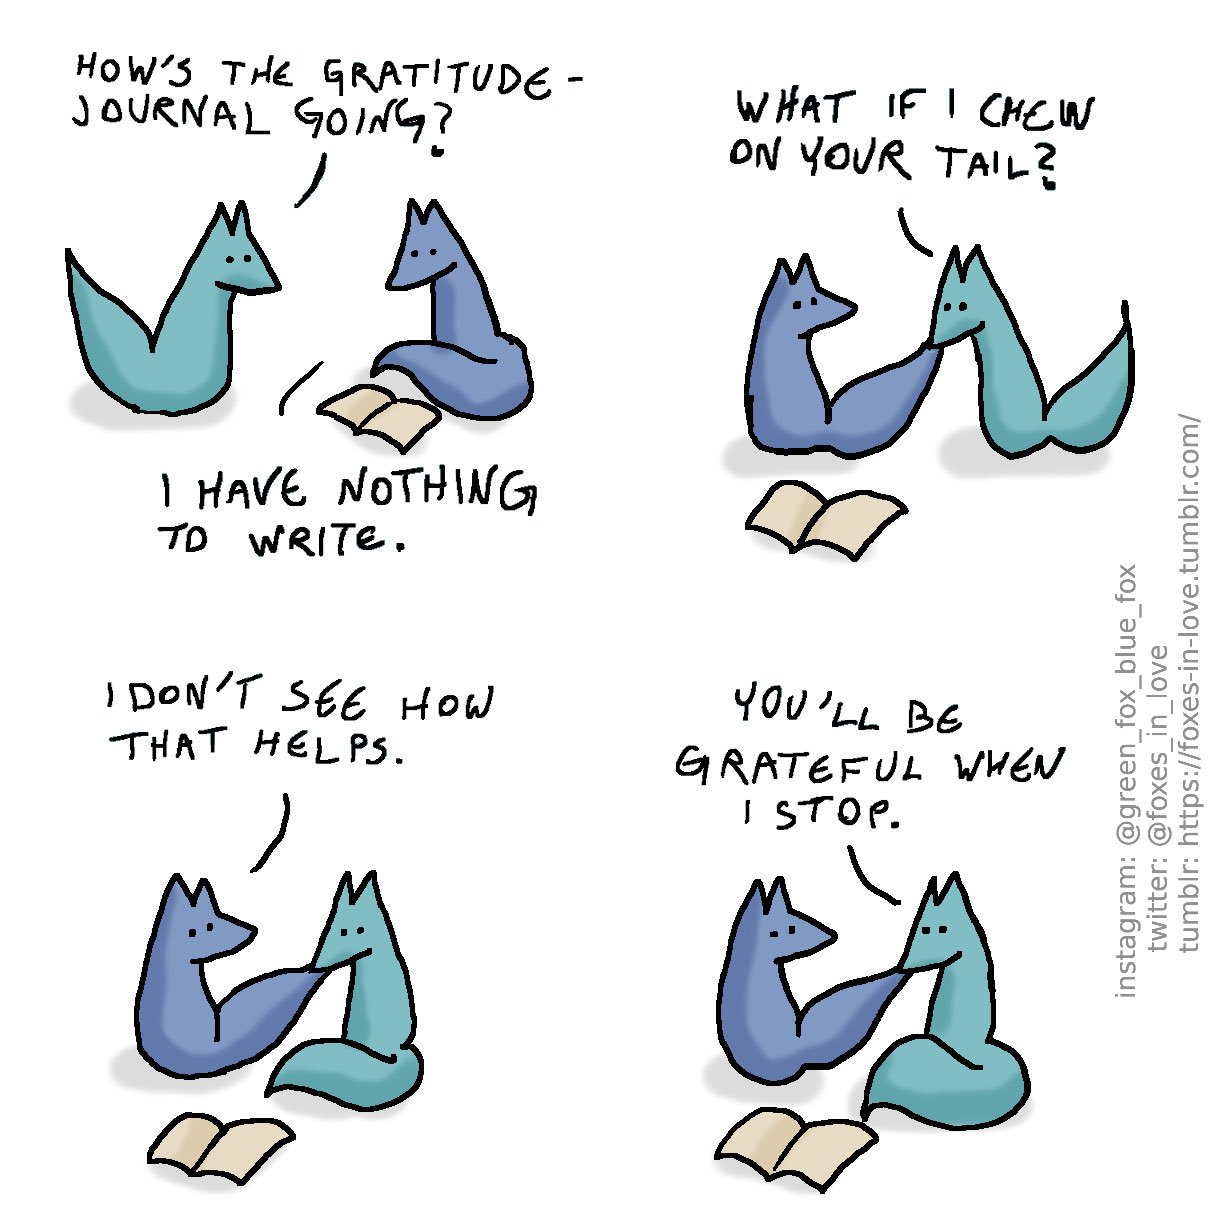 HOW'S THE GRATITUDE-
JOURNAL GOING?
I HAVE NOTHING
TO WRITE.
WHAT IF I CHEW
ON YOUR TAIL?
I DON'T SEE HOW
THAT HELPS.
YOU'LL BE
GRATEFUL WHEN
I STOP.
instagram: @green_fox_blue_fox
twitter: @foxes_in_love
tumblr: https://foxes-in-love.tumblr.com/